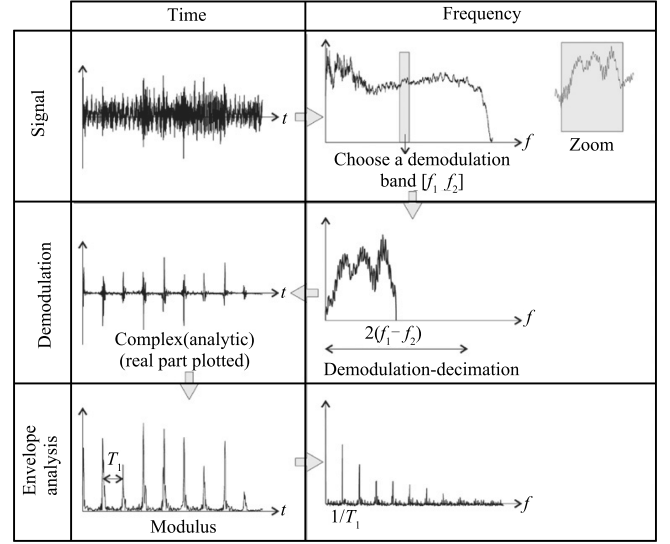 Time
Frequency
Signal
t
f
Choose a demodulation
band [f1 f2]
Zoom
Demodulation
t
Complex(analytic)
(real part plotted)
f
2(f1− f2)
Demodulation-decimation
Envelope
analysis
T1
t
Modulus
1/T1
f